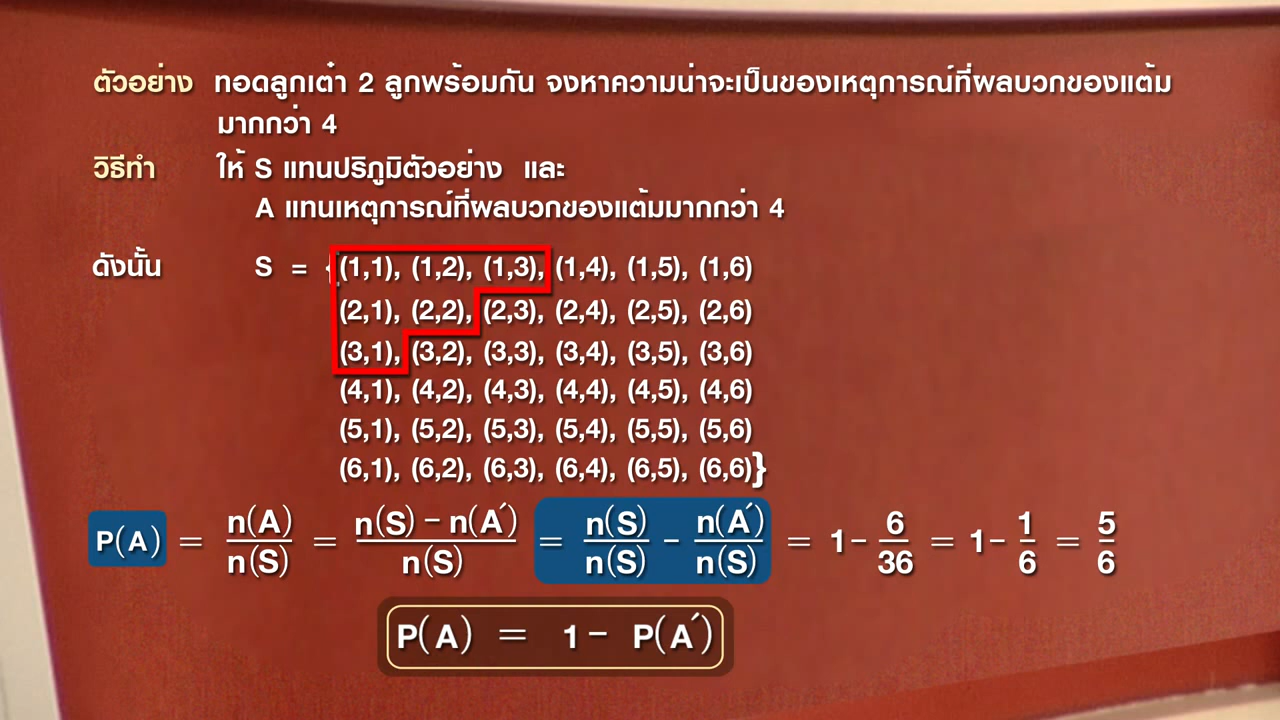 ตัวอย่าง ทอดลูกเต๋า 2 ลูกพร้อมกัน จงหาความน่าจะเป็นของเหตุการณ์ที่ผลบวกของแต้ม
มากกว่า 4
วิธีทำ ให้ S แทนปริภูมิตัวอย่าง และ
A แทนเหตุการณ์ที่ผลบวกของแต้มมากกว่า 4
ดังนั้น S = {(1,1), (1,2), (1,3), (1,4), (1,5), (1,6)
(2,1), (2,2), (2,3), (2,4), (2,5), (2,6)
(3,1), (3,2), (3,3), (3,4), (3,5), (3,6)
(4,1), (4,2), (4,3), (4,4), (4,5), (4,6)
(5,1), (5,2), (5,3), (5,4), (5,5), (5,6)
(6,1), (6,2), (6,3), (6,4), (6,5), (6,6)}
P(A) = n(A)/n(S) = n(S) - n(A′)/n(S) = n(S)/n(S) - n(A′)/n(S) = 1 - 6/36 = 1 - 1/6 = 5/6
P(A) = 1 - P(A′)